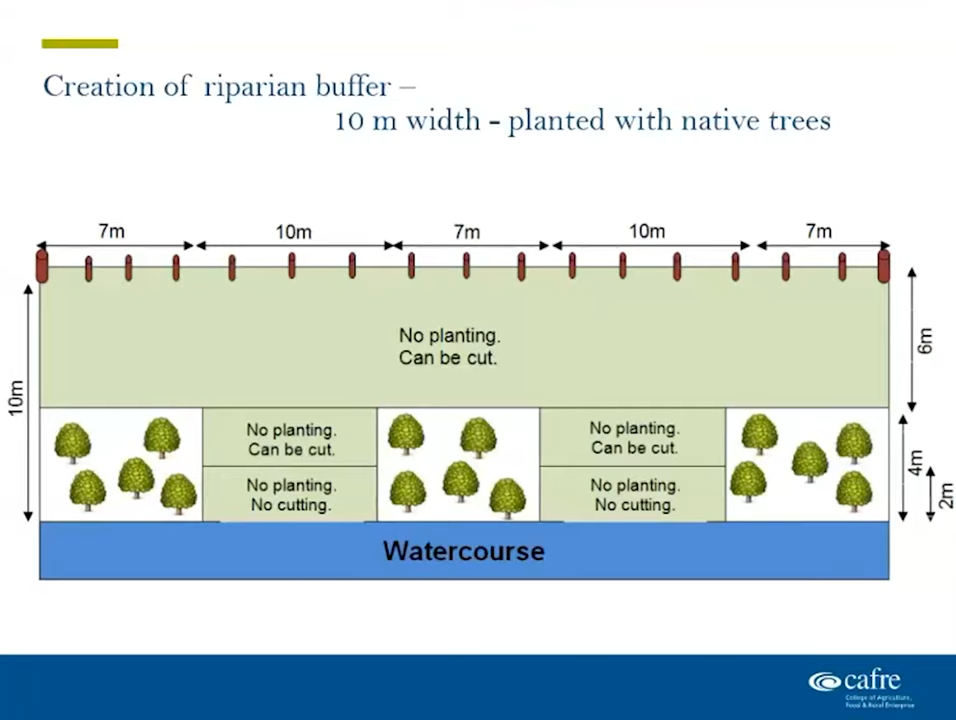 Creation of riparian buffer –
10 m width - planted with native trees
7m
10m
7m
10m
7m
No planting.
Can be cut.
10m
6m
No planting.
Can be cut.
No planting.
No cutting.
No planting.
Can be cut.
No planting.
No cutting.
4m
2m
Watercourse
cafre
College of Agriculture,
Food & Rural Enterprise